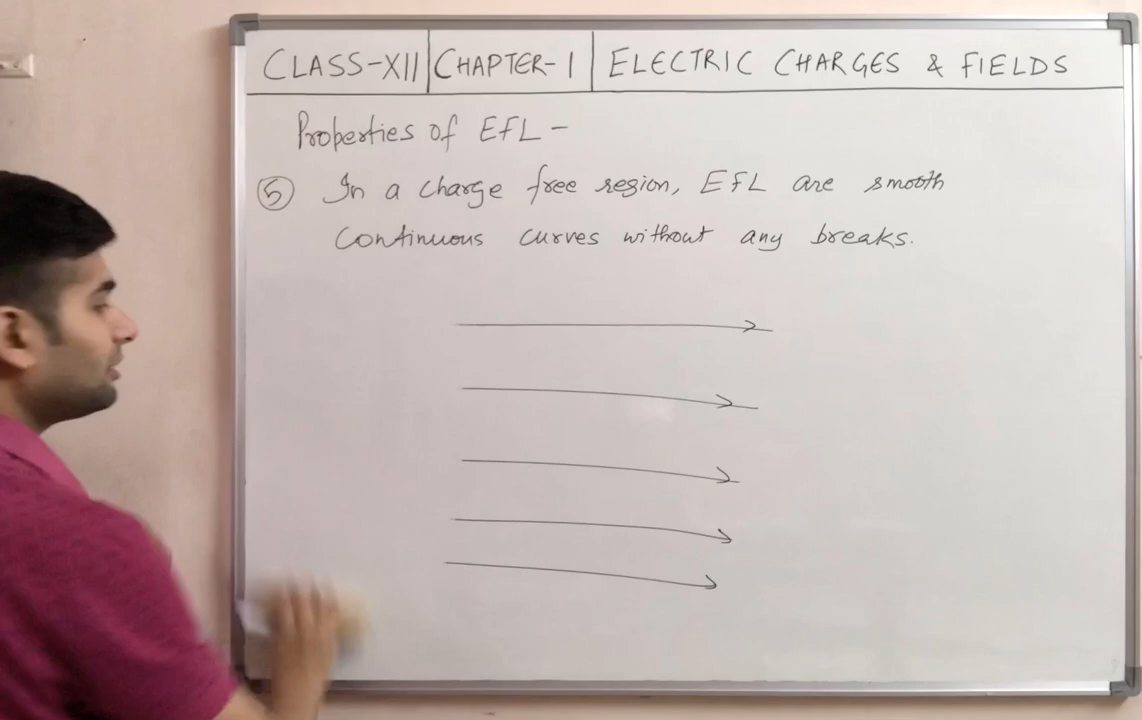 CLASS-XII CHAPTER-1 ELECTRIC CHARGES & FIELDS
Properties of EFL -
5 In a charge free region, EFL are smooth
continuous curves without any breaks.